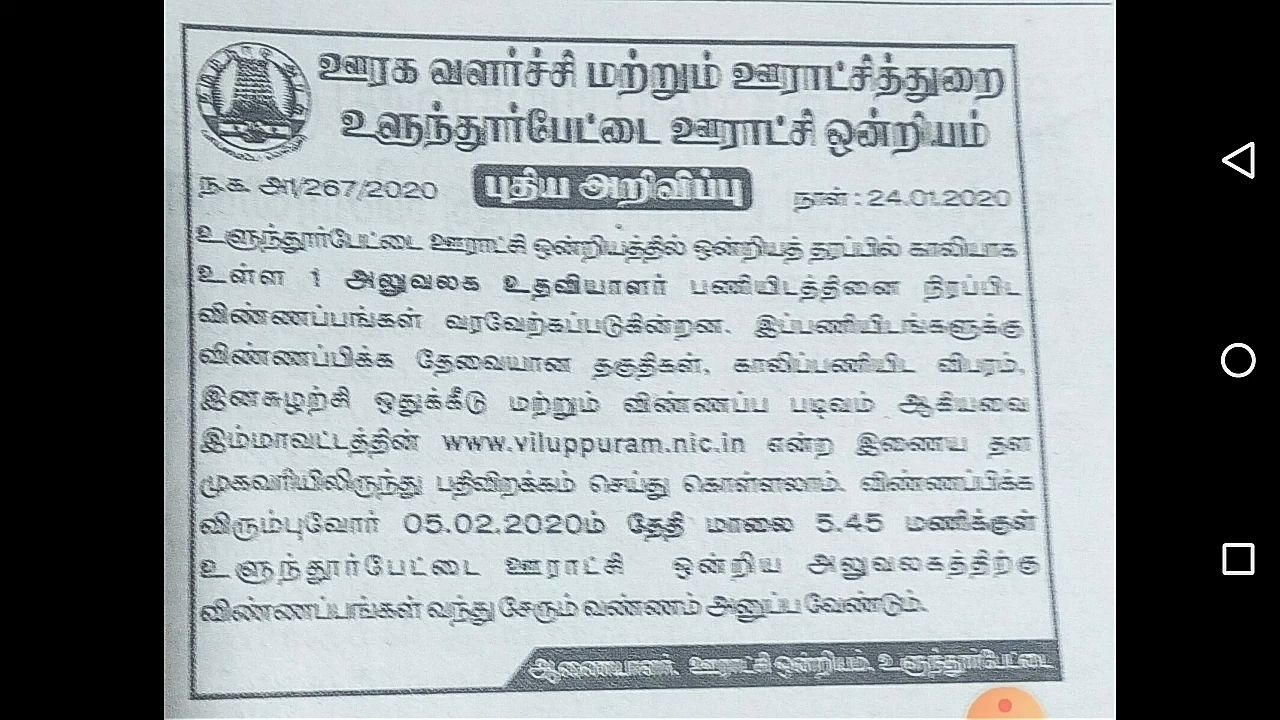 ஊரக வளர்ச்சி மற்றும் ஊராட்சித்துறை
உளுந்தூர்பேட்டை ஊராட்சி ஒன்றியம்
ந.க. அ1/267/2020 புதிய அறிவிப்பு நாள் : 24.01.2020
உளுந்தூர்பேட்டை ஊராட்சி ஒன்றியத்தில் ஒன்றியத் தரப்பில் காலியாக
உள்ள 1 அலுவலக உதவியாளர் பணியிடத்தினை நிரப்பிட
விண்ணப்பங்கள் வரவேற்கப்படுகின்றன. இப்பணியிடங்களுக்கு
விண்ணப்பிக்க தேவையான தகுதிகள், காலிப்பணியிட விபரம்,
இனசுழற்சி ஒதுக்கீடு மற்றும் விண்ணப்ப படிவம் ஆகியவை
இம்மாவட்டத்தின் www.viluppuram.nic.in என்ற இணைய தள
முகவரியிலிருந்து பதிவிறக்கம் செய்து கொள்ளலாம். விண்ணப்பிக்க
விரும்புவோர் 05.02.2020ம் தேதி மாலை 5.45 மணிக்குள்
உளுந்தூர்பேட்டை ஊராட்சி ஒன்றிய அலுவலகத்திற்கு
விண்ணப்பங்கள் வந்து சேரும் வண்ணம் அனுப்ப வேண்டும்.
ஆணையாளர், ஊராட்சி ஒன்றியம், உளுந்தூர்பேட்டை